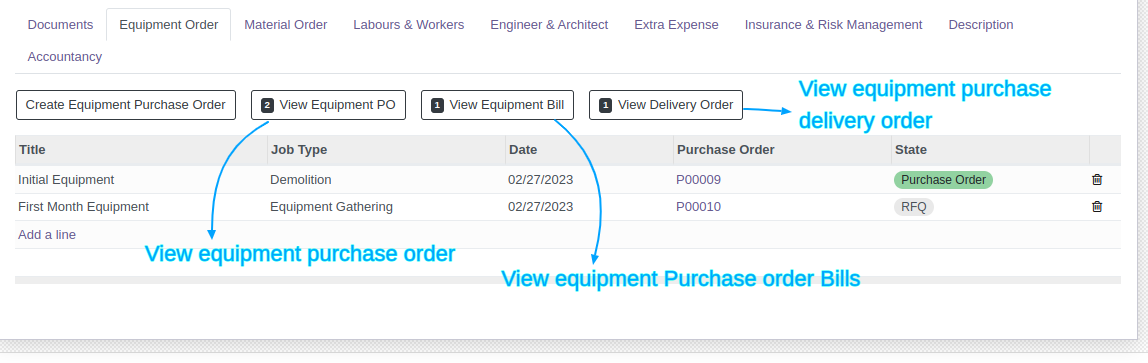 Documents Equipment Order Material Order Labours & Workers Engineer & Architect Extra Expense Insurance & Risk Management Description
Accountancy
Create Equipment Purchase Order 2 View Equipment PO 1 View Equipment Bill 1 View Delivery Order
View equipment purchase
delivery order
Title Job Type Date Purchase Order State
Initial Equipment Demolition 02/27/2023 P00009 Purchase Order
First Month Equipment Equipment Gathering 02/27/2023 P00010 RFQ
Add a line
View equipment purchase order
View equipment Purchase order Bills